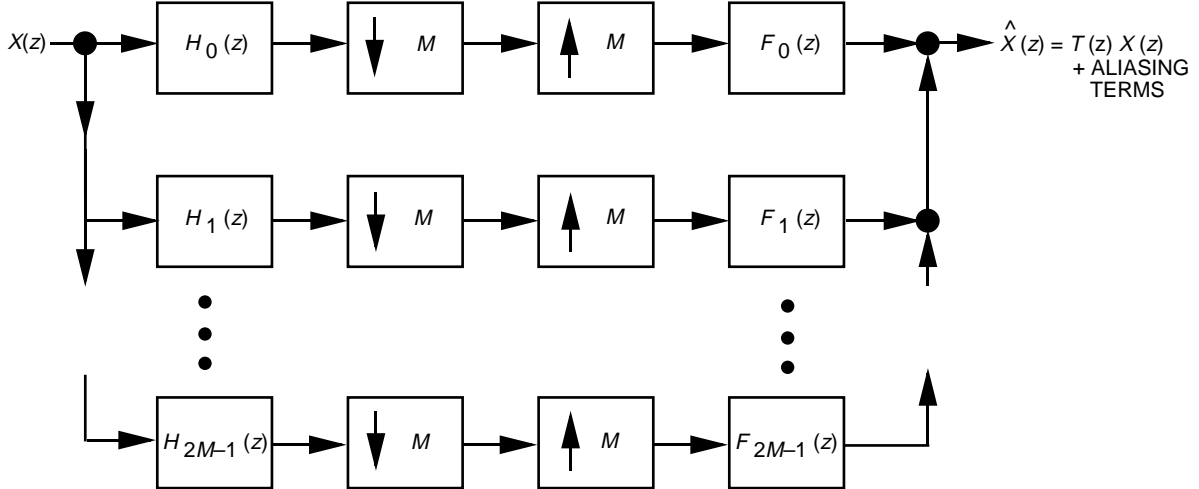 X(z) H0(z) M M F0(z) X̂(z) = T(z) X(z)
+ ALIASING
TERMS
H1(z) M M F1(z)
H2M–1(z) M M F2M–1(z)